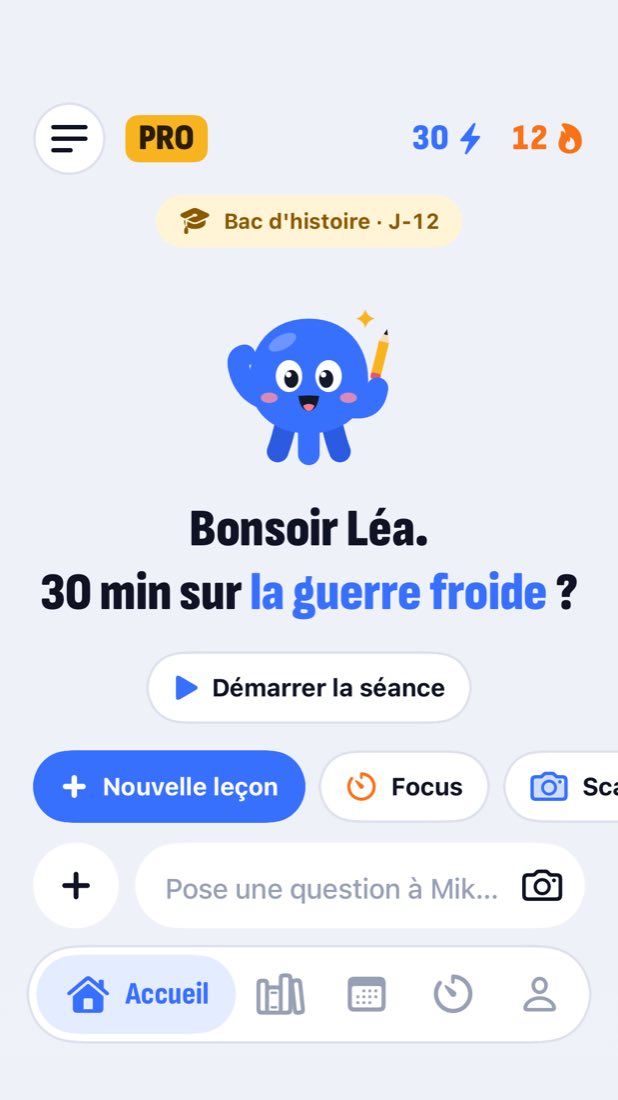 PRO
30
12
Bac d'histoire · J-12
Bonsoir Léa.
30 min sur la guerre froide ?
Démarrer la séance
Nouvelle leçon
Focus
Sca
Pose une question à Mik...
Accueil